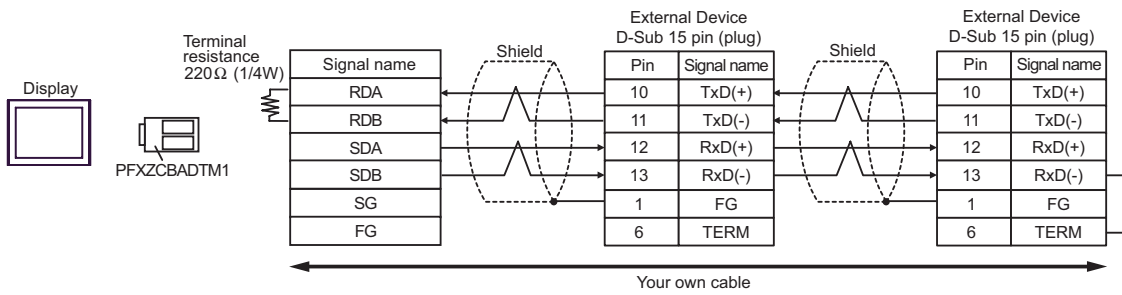 Display
PFXZCBADTM1
Terminal
resistance
220Ω (1/4W)
Signal name
RDA
RDB
SDA
SDB
SG
FG
Shield
External Device
D-Sub 15 pin (plug)
Pin Signal name
10 TxD(+)
11 TxD(-)
12 RxD(+)
13 RxD(-)
1 FG
6 TERM
Shield
External Device
D-Sub 15 pin (plug)
Pin Signal name
10 TxD(+)
11 TxD(-)
12 RxD(+)
13 RxD(-)
1 FG
6 TERM
Your own cable